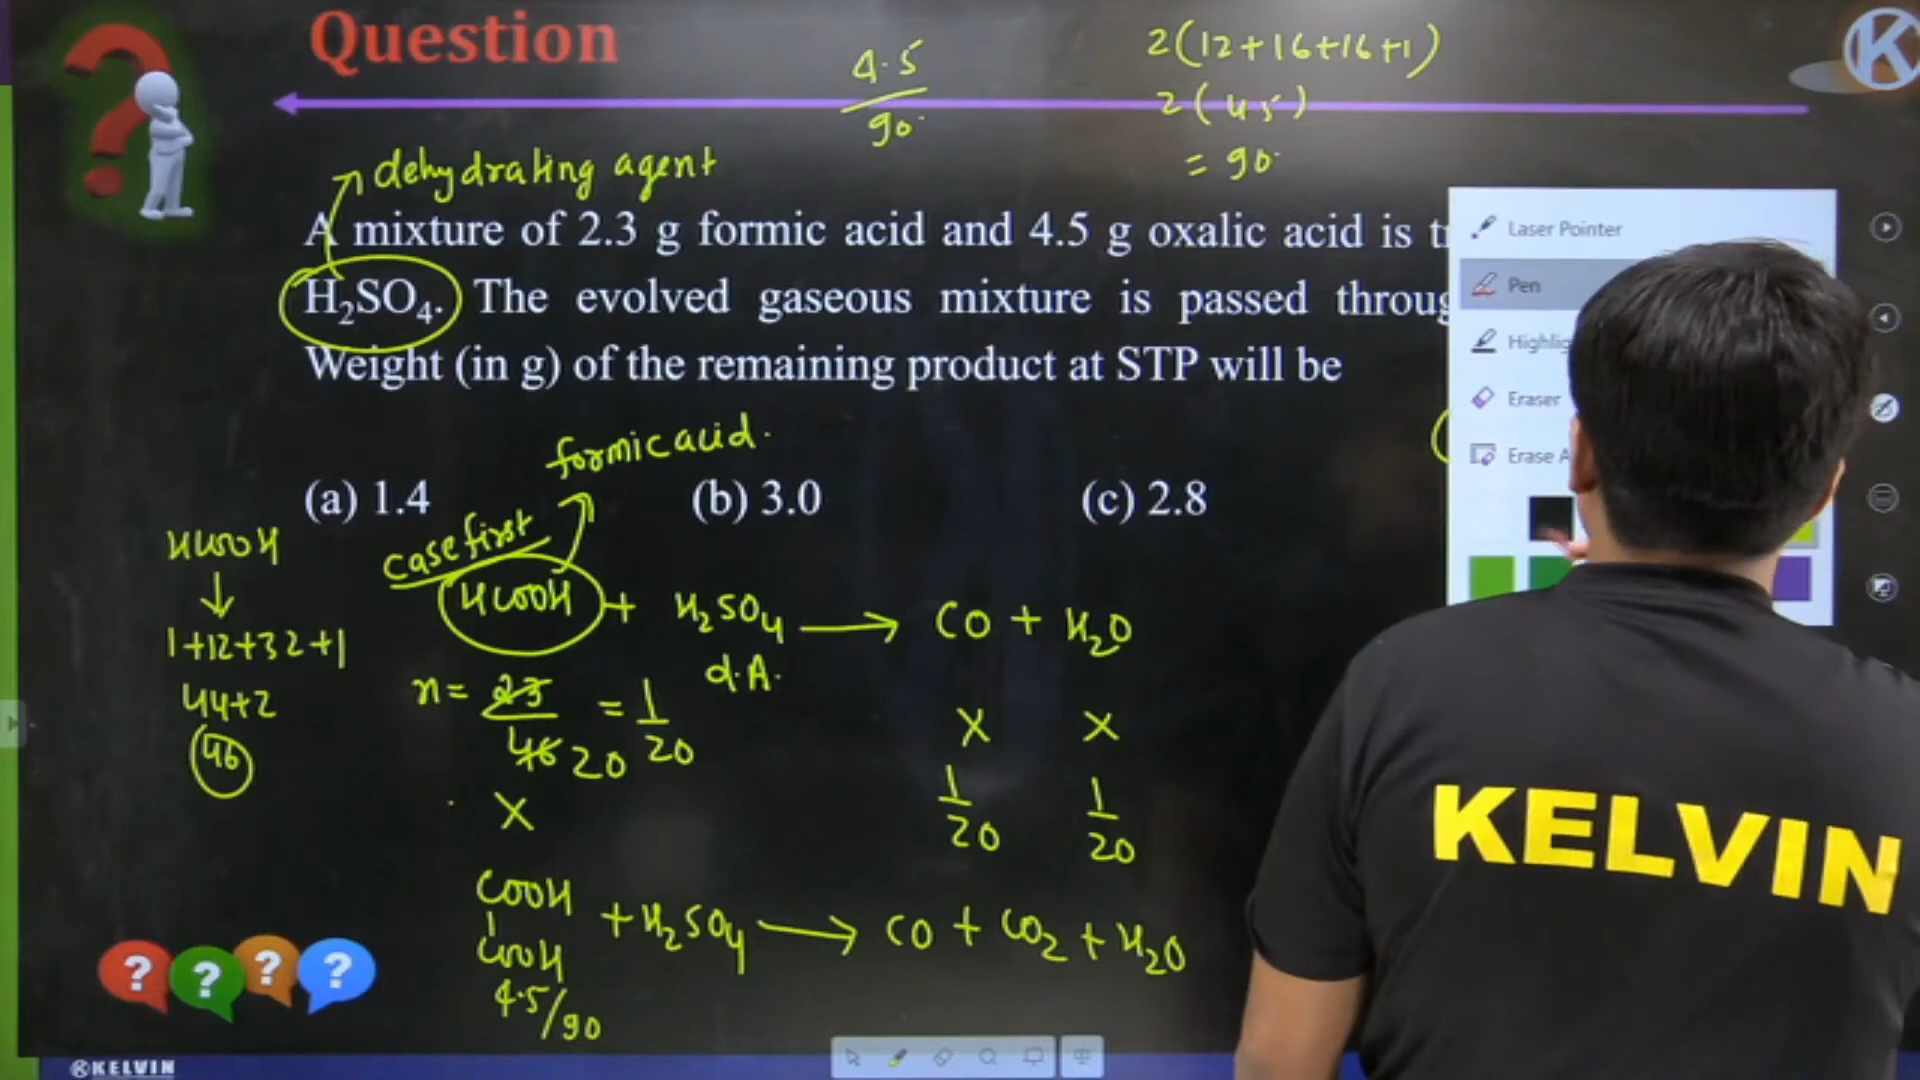 Question
4.5
90
2(12+16+16+1)
2(45)
= 90
dehydrating agent
A mixture of 2.3 g formic acid and 4.5 g oxalic acid is
H₂SO₄. The evolved gaseous mixture is passed
Weight (in g) of the remaining product at STP will be
formic acid.
(a) 1.4
(b) 3.0
(c) 2.8
case first
HCOOH
1+12+32+1
44+2
46
HCOOH + H₂SO₄ → CO + H₂O
d.A.
n = 2.3
46 20
= 1
20
X
X
X
1
20
1
20
COOH
COOH
+ H₂SO₄ → CO + CO₂ + H₂O
4.5/90
Laser Pointer
Pen
Eraser
KELVIN
K
KELVIN
? ? ? ?